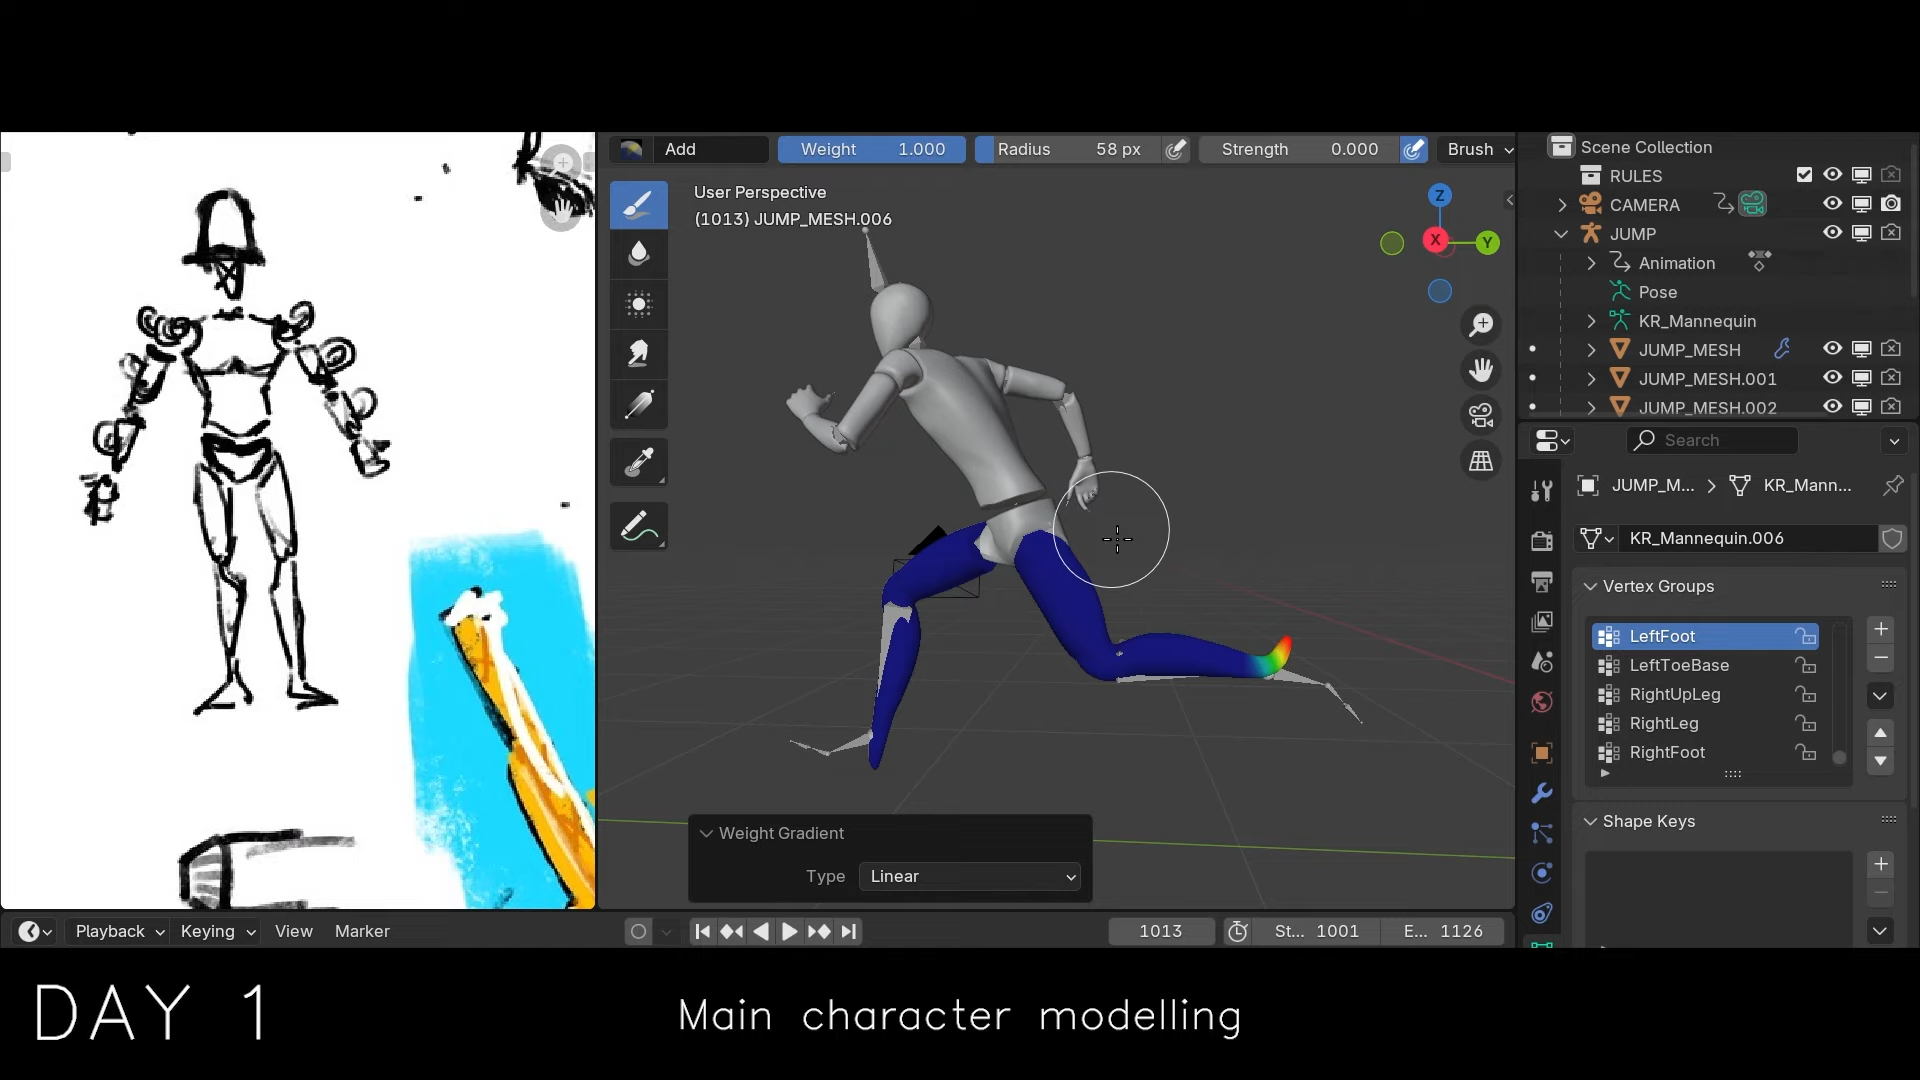 Add
Weight 1.000
Radius 58 px
Strength 0.000
Brush
User Perspective
(1013) JUMP_MESH.006
Z
X
Y
Weight Gradient
Type Linear
Scene Collection
RULES
CAMERA
JUMP
Animation
Pose
KR_Mannequin
JUMP_MESH
JUMP_MESH.001
JUMP_MESH.002
Search
JUMP_M... KR_Mann...
KR_Mannequin.006
Vertex Groups
LeftFoot
LeftToeBase
RightUpLeg
RightLeg
RightFoot
Shape Keys
Playback Keying View Marker
1013 St... 1001 E... 1126
DAY 1
Main character modelling